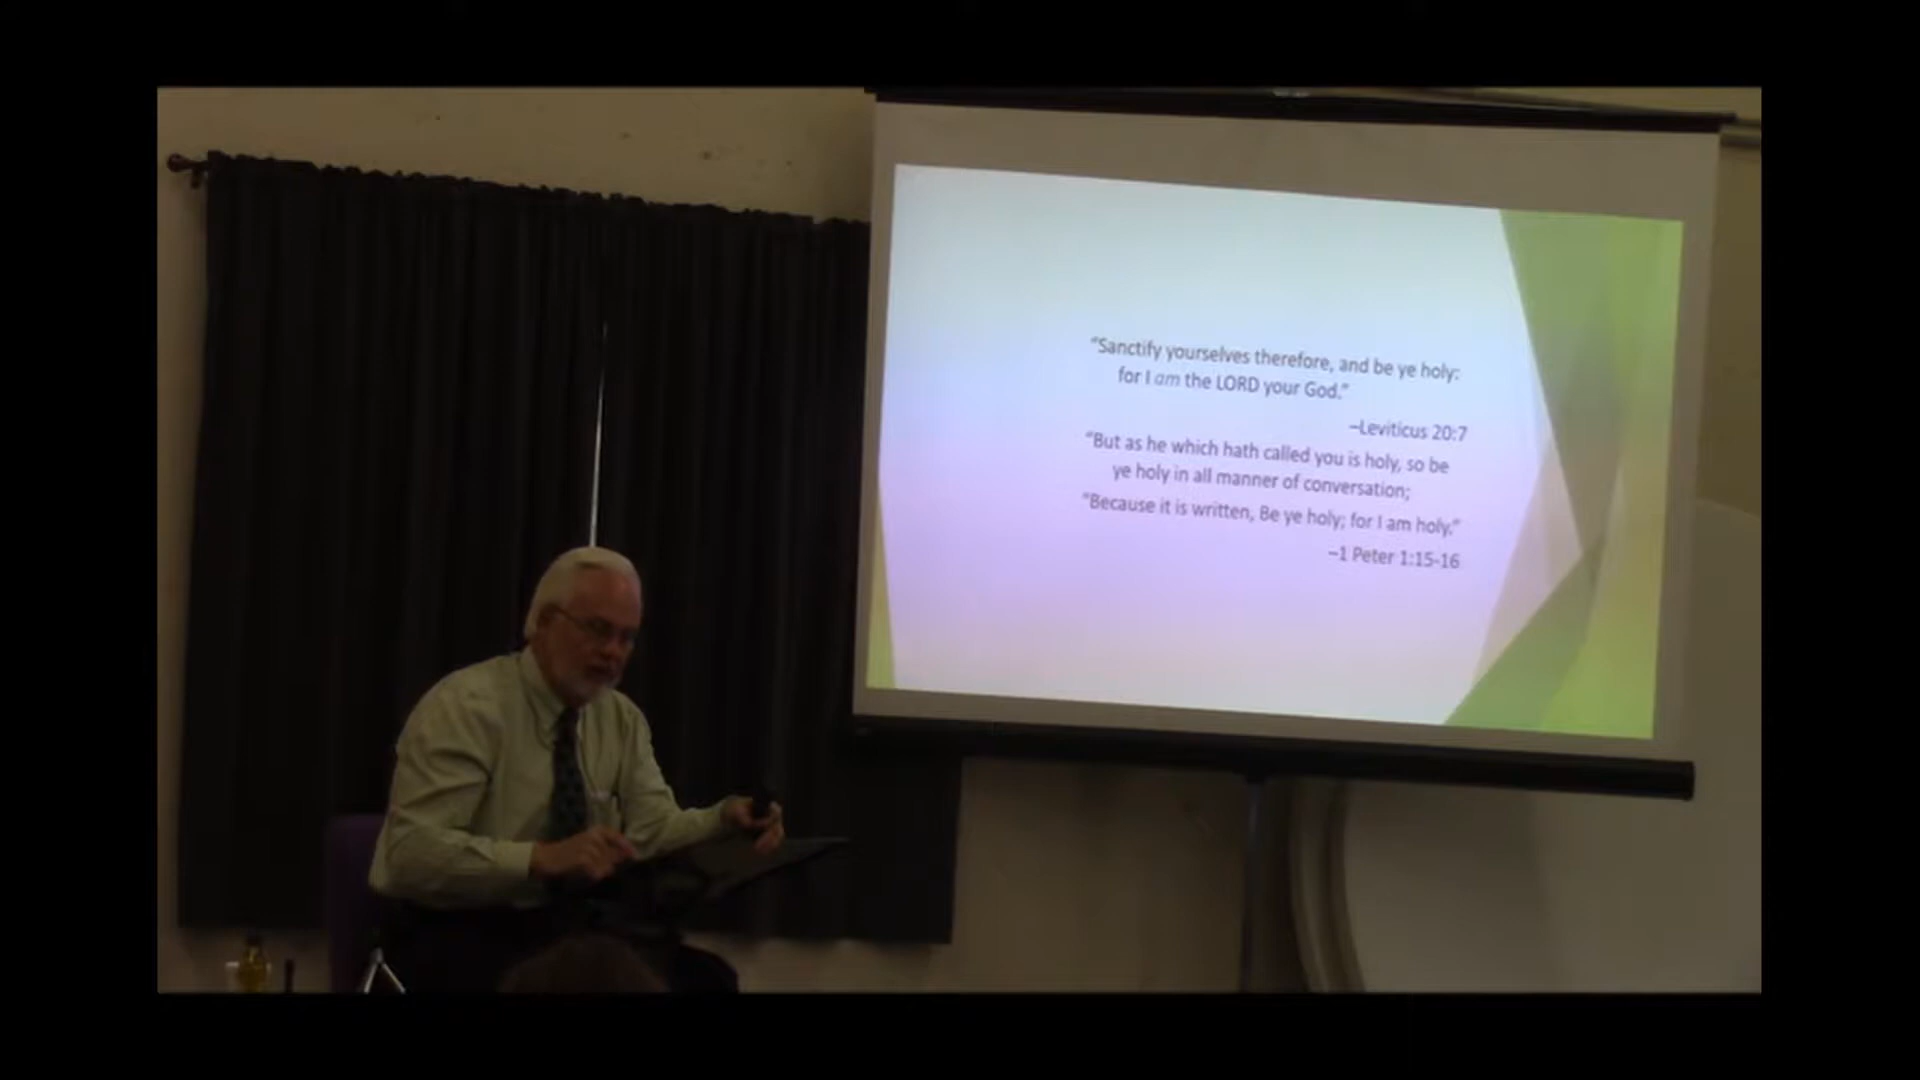 “Sanctify yourselves therefore, and be ye holy:
for I am the LORD your God.”
–Leviticus 20:7
“But as he which hath called you is holy, so be
ye holy in all manner of conversation;
“Because it is written, Be ye holy; for I am holy.”
–1 Peter 1:15-16